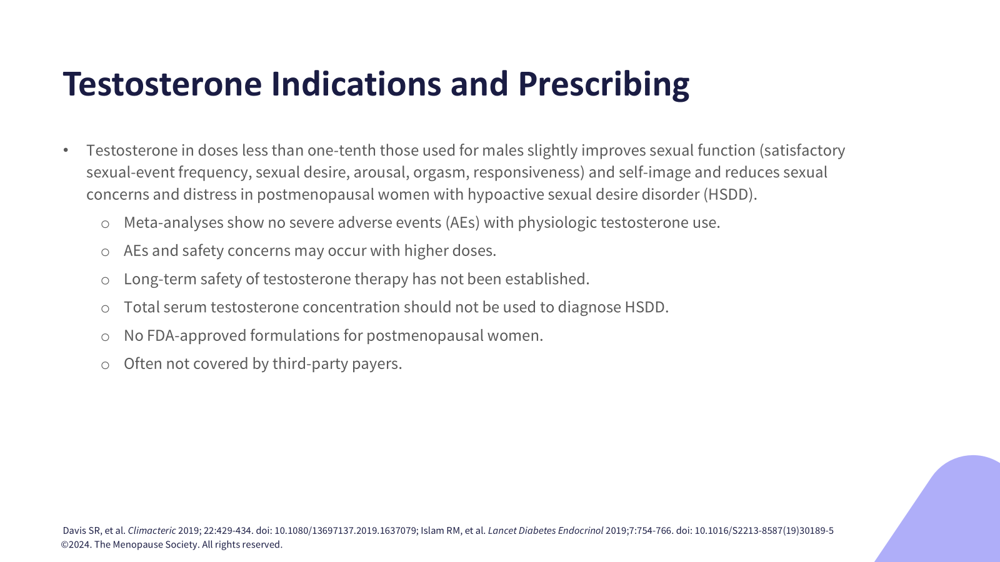 Testosterone Indications and Prescribing
• Testosterone in doses less than one-tenth those used for males slightly improves sexual function (satisfactory
sexual-event frequency, sexual desire, arousal, orgasm, responsiveness) and self-image and reduces sexual
concerns and distress in postmenopausal women with hypoactive sexual desire disorder (HSDD).
o Meta-analyses show no severe adverse events (AEs) with physiologic testosterone use.
o AEs and safety concerns may occur with higher doses.
o Long-term safety of testosterone therapy has not been established.
o Total serum testosterone concentration should not be used to diagnose HSDD.
o No FDA-approved formulations for postmenopausal women.
o Often not covered by third-party payers.
Davis SR, et al. Climacteric 2019; 22:429-434. doi: 10.1080/13697137.2019.1637079; Islam RM, et al. Lancet Diabetes Endocrinol 2019;7:754-766. doi: 10.1016/S2213-8587(19)30189-5
©2024. The Menopause Society. All rights reserved.